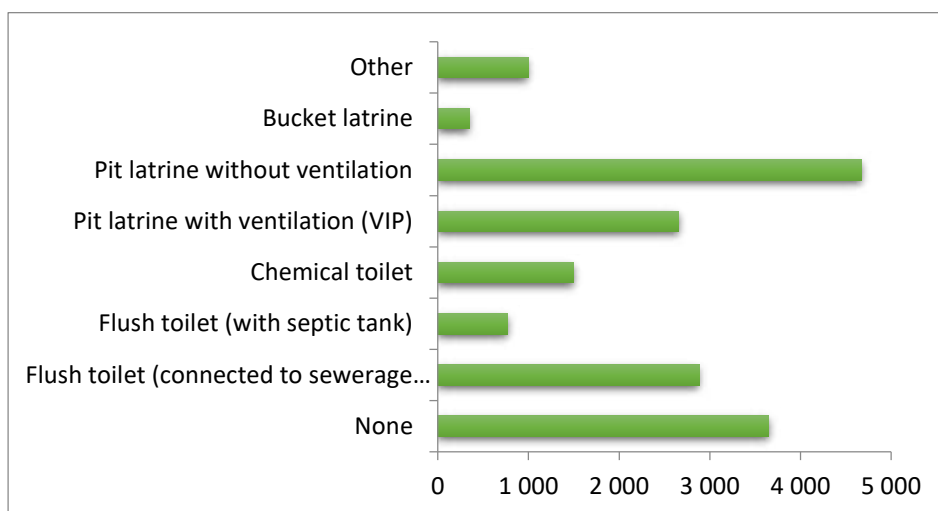 Other
Bucket latrine
Pit latrine without ventilation
Pit latrine with ventilation (VIP)
Chemical toilet
Flush toilet (with septic tank)
Flush toilet (connected to sewerage...
None
0 1 000 2 000 3 000 4 000 5 000